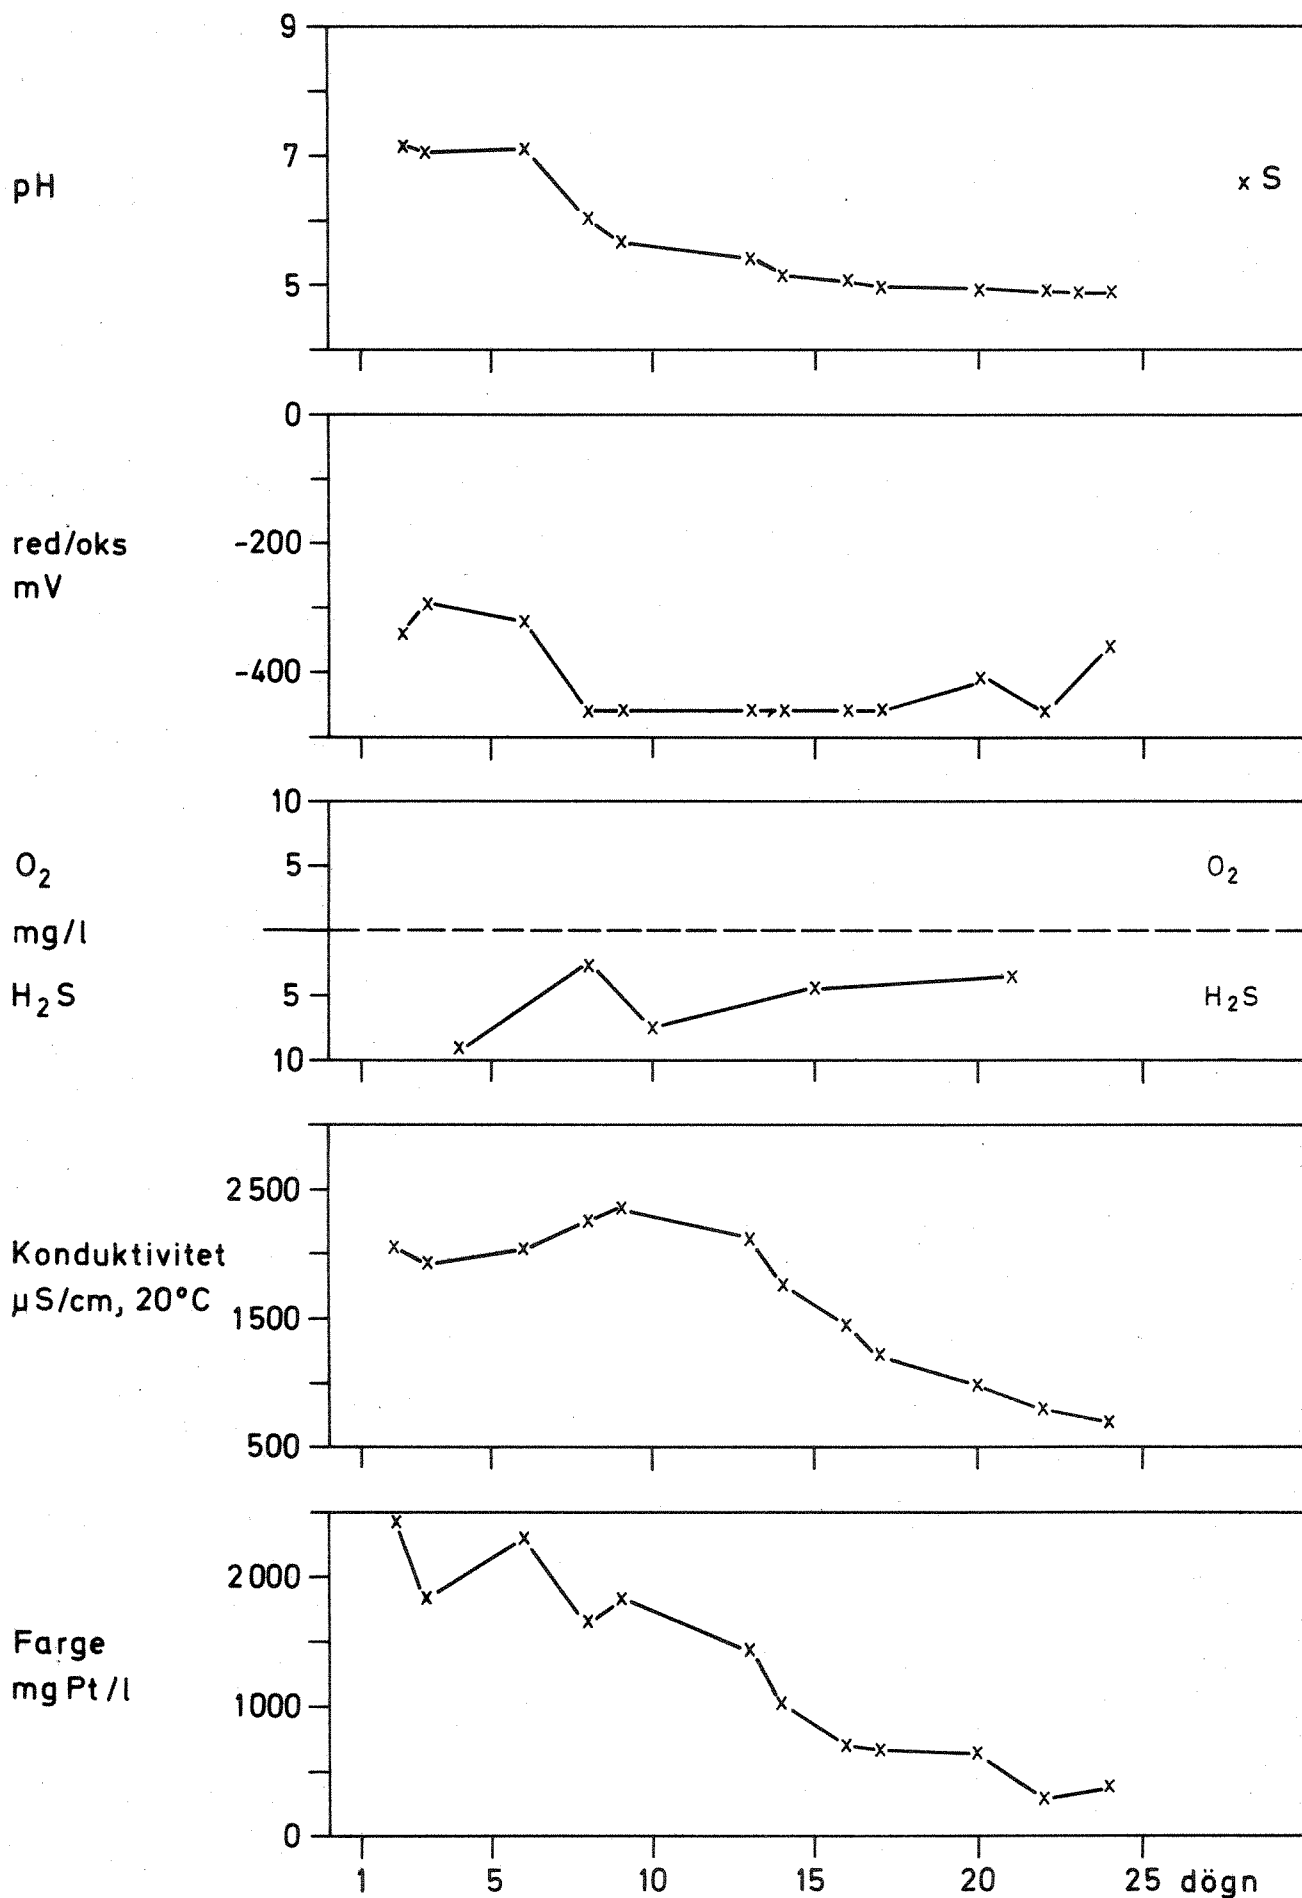 9
7
pH
× S
5
0
red/oks
-200
mV
-400
10
O₂
5
O₂
mg/l
H₂S
5
H₂S
10
2500
Konduktivitet
µS/cm, 20°C
1500
500
2000
Farge
mg Pt/l
1000
0
1 5 10 15 20 25 dögn